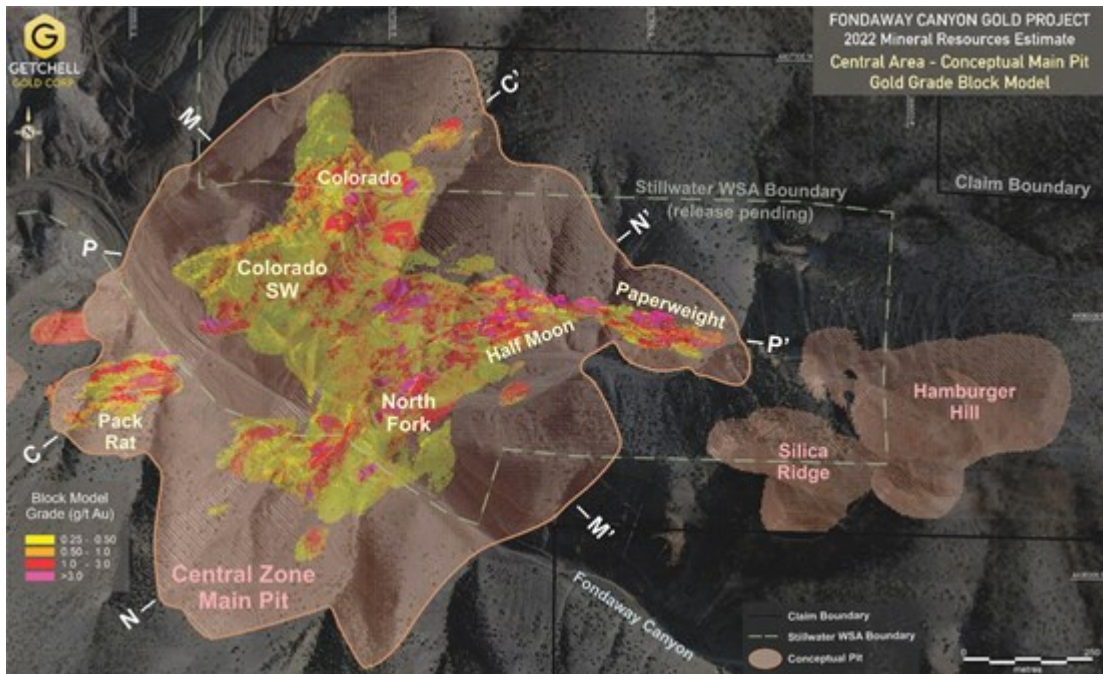 G
GETCHELL
GOLD CORP
FONDAWAY CANYON GOLD PROJECT
2022 Mineral Resources Estimate
Central Area - Conceptual Main Pit
Gold Grade Block Model
N
M
C'
Colorado
Stillwater WSA Boundary
(release pending)
Claim Boundary
N'
P
Colorado
SW
Paperweight
Half Moon
P'
Hamburger
Hill
North
Fork
Pack
Rat
C
Silica
Ridge
Block Model
Grade (g/t Au)
0.25 - 0.50
0.50 - 1.0
1.0 - 3.0
>3.0
M'
Central Zone
Main Pit
N
Fondaway Canyon
Claim Boundary
Stillwater WSA Boundary
Conceptual Pit
0
250
metres